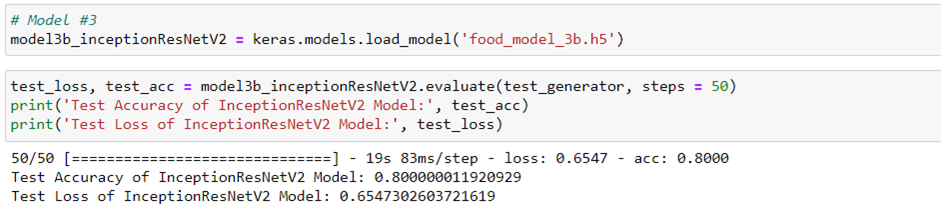 # Model #3
model3b_inceptionResNetV2 = keras.models.load_model('food_model_3b.h5')
test_loss, test_acc = model3b_inceptionResNetV2.evaluate(test_generator, steps = 50)
print('Test Accuracy of InceptionResNetV2 Model:', test_acc)
print('Test Loss of InceptionResNetV2 Model:', test_loss)
50/50 [==============================] - 19s 83ms/step - loss: 0.6547 - acc: 0.8000
Test Accuracy of InceptionResNetV2 Model: 0.800000011920929
Test Loss of InceptionResNetV2 Model: 0.6547302603721619